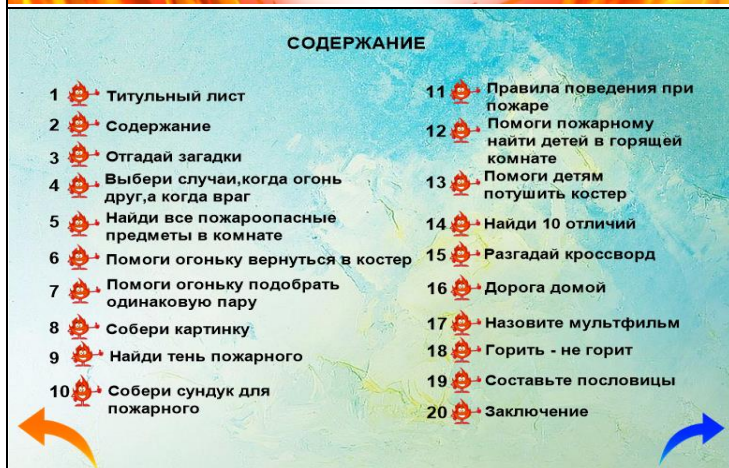 СОДЕРЖАНИЕ
1 Титульный лист
2 Содержание
3 Отгадай загадки
4 Выбери случаи,когда огонь
друг,а когда враг
5 Найди все пожароопасные
предметы в комнате
6 Помоги огоньку вернуться в костер
7 Помоги огоньку подобрать
одинаковую пару
8 Собери картинку
9 Найди тень пожарного
10 Собери сундук для
пожарного
11 Правила поведения при
пожаре
12 Помоги пожарному
найти детей в горящей
комнате
13 Помоги детям
потушить костер
14 Найди 10 отличий
15 Разгадай кроссворд
16 Дорога домой
17 Назовите мультфильм
18 Горить - не горит
19 Составьте пословицы
20 Заключение